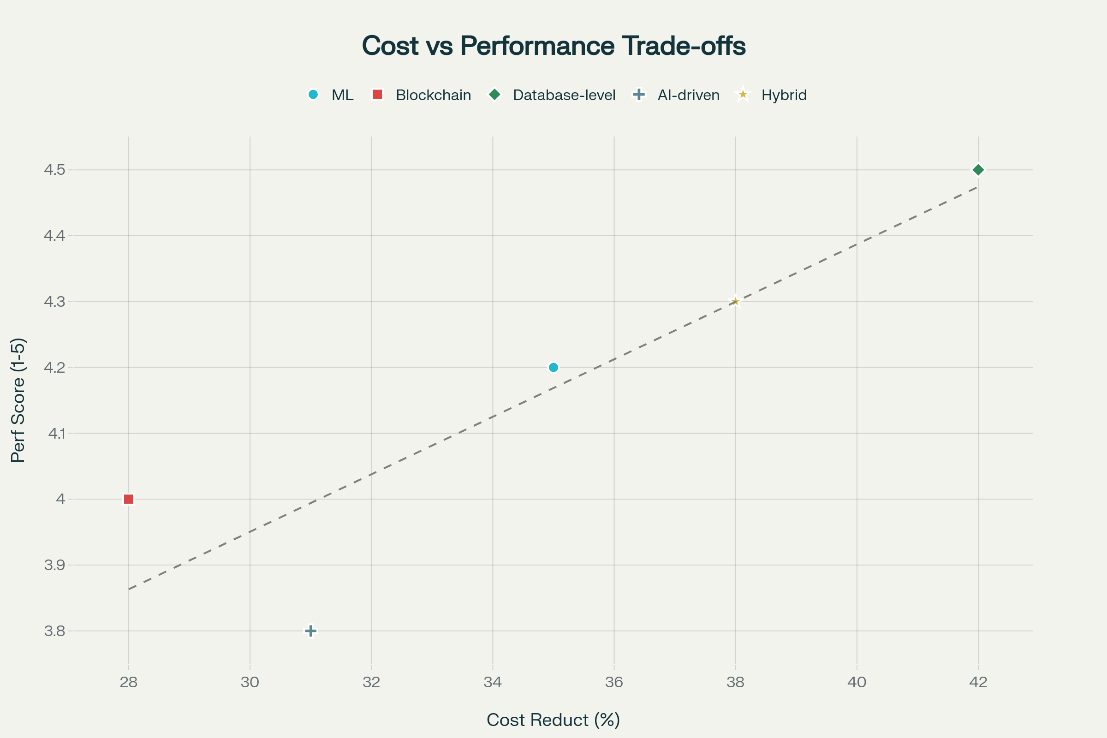 Cost vs Performance Trade-offs
ML Blockchain Database-level AI-driven Hybrid
4.5
4.4
4.3
4.2
4.1
4
3.9
3.8
Perf Score (1-5)
28 30 32 34 36 38 40 42
Cost Reduct (%)